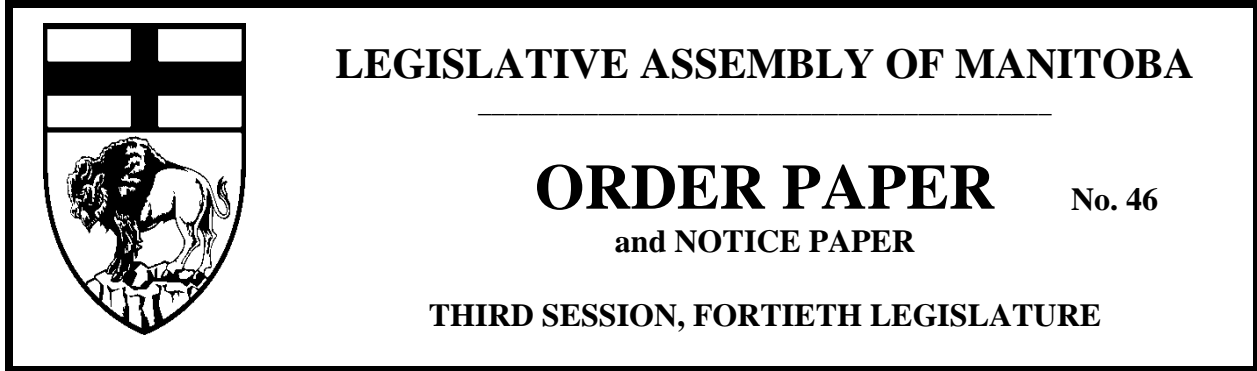 LEGISLATIVE ASSEMBLY OF MANITOBA
ORDER PAPER No. 46
and NOTICE PAPER
THIRD SESSION, FORTIETH LEGISLATURE